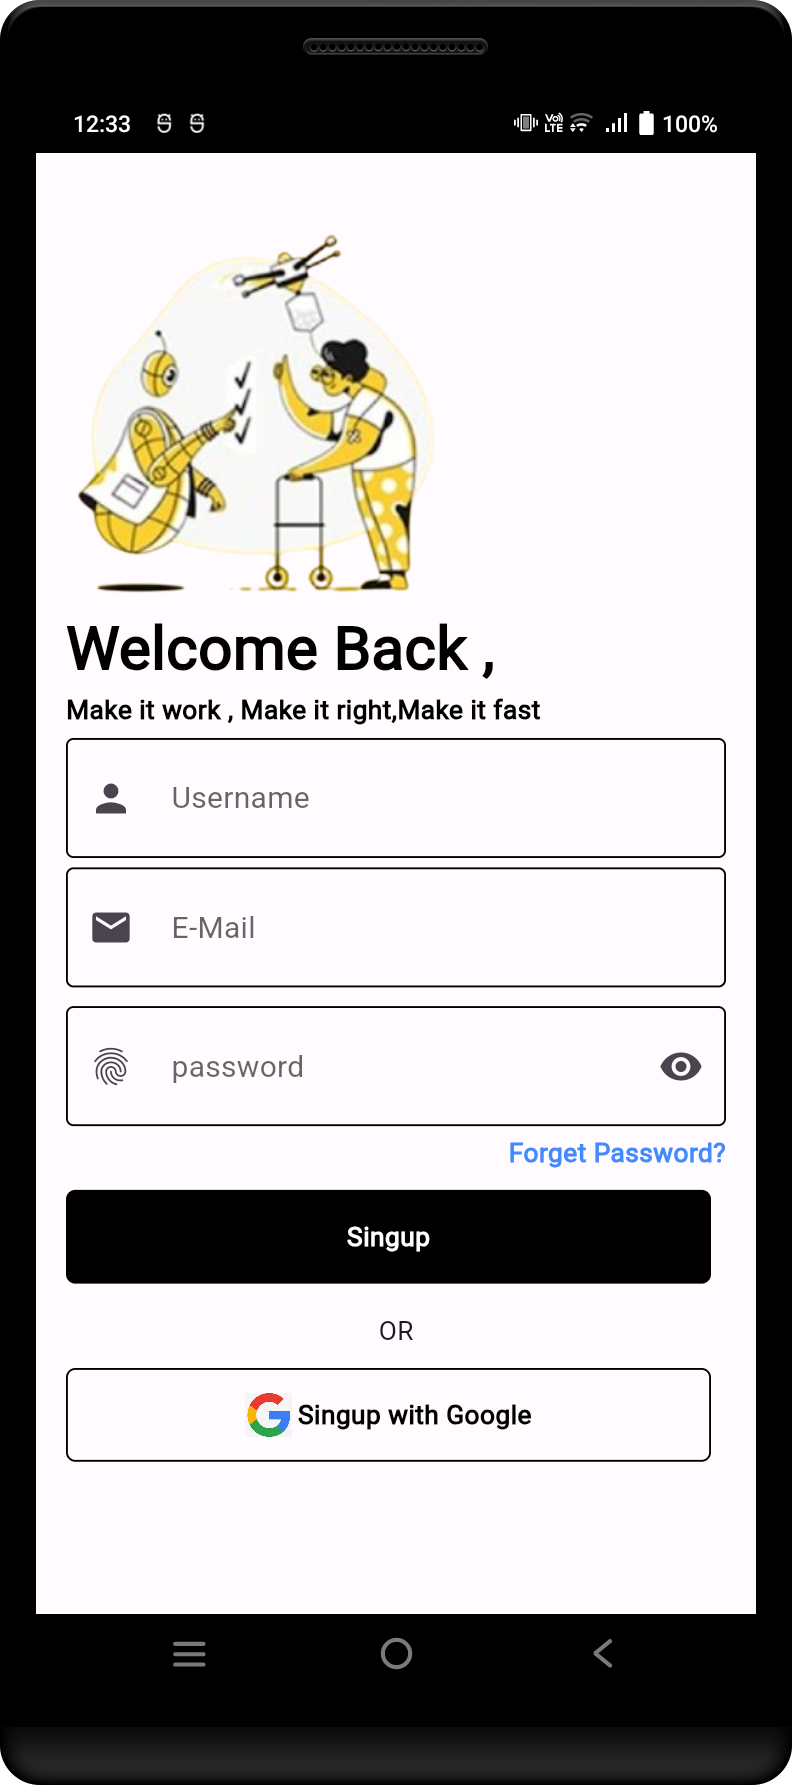 12:33 Vo) LTE 100%
Welcome Back ,
Make it work , Make it right,Make it fast
Username
E-Mail
password
Forget Password?
Singup
OR
Singup with Google